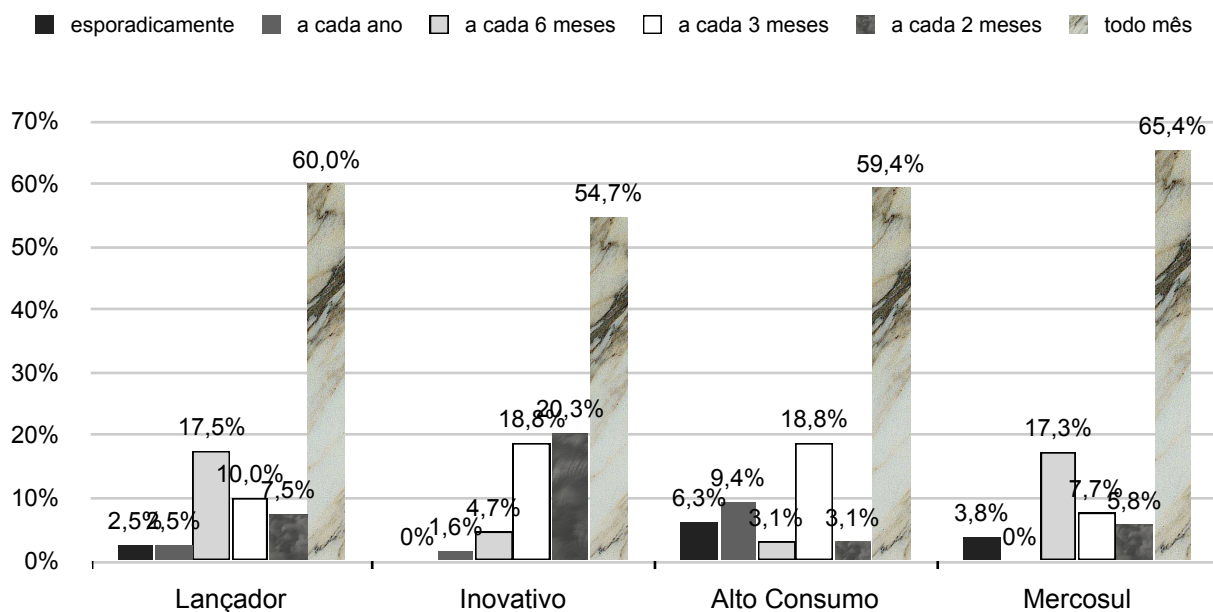 esporadicamente a cada ano a cada 6 meses a cada 3 meses a cada 2 meses todo mês
70%
60%
50%
40%
30%
20%
10%
0%
2,5% 2,5% 17,5% 10,0% 7,5% 60,0%
0% 1,6% 4,7% 18,8% 20,3% 54,7%
6,3% 9,4% 3,1% 18,8% 3,1% 59,4%
3,8% 0% 17,3% 7,7% 5,8% 65,4%
Lançador Inovativo Alto Consumo Mercosul